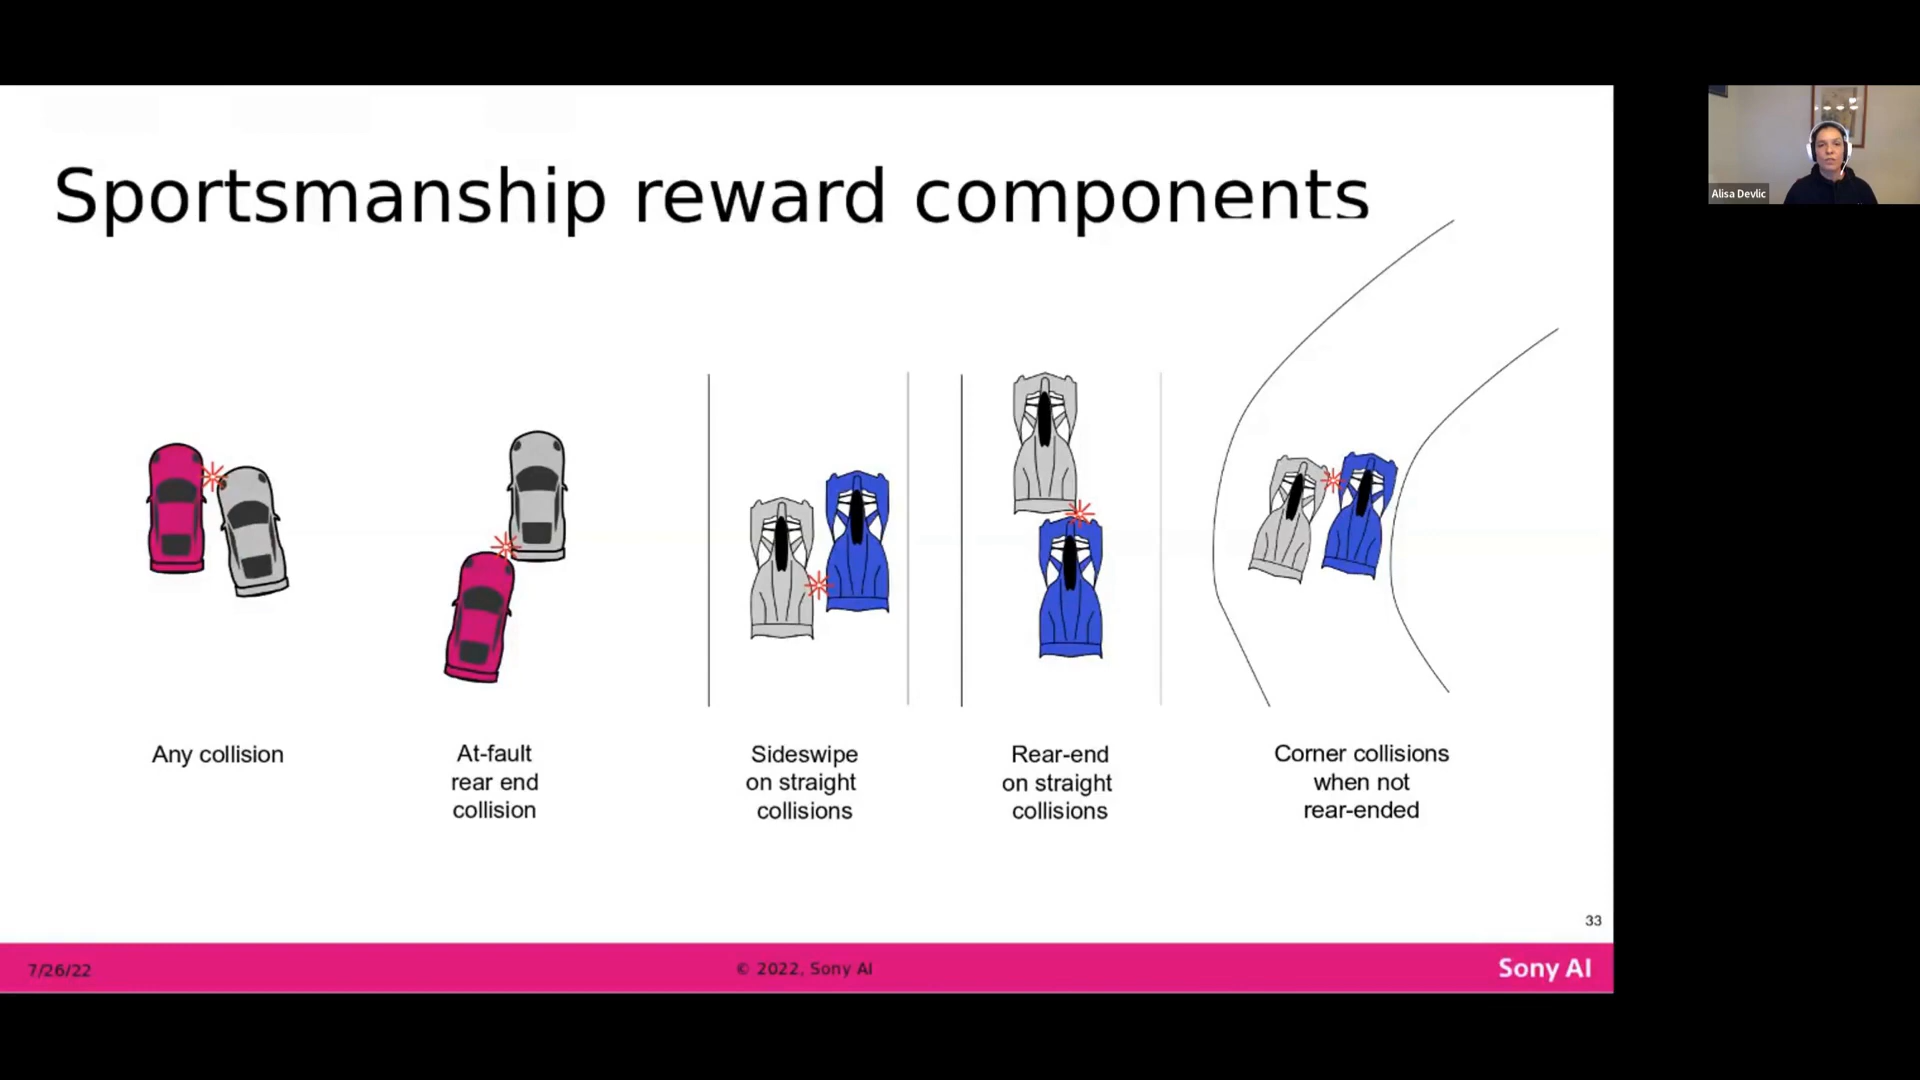 Sportsmanship reward components
Alisa Devlic
Any collision
At-fault
rear end
collision
Sideswipe
on straight
collisions
Rear-end
on straight
collisions
Corner collisions
when not
rear-ended
33
7/26/22
© 2022, Sony AI
Sony AI